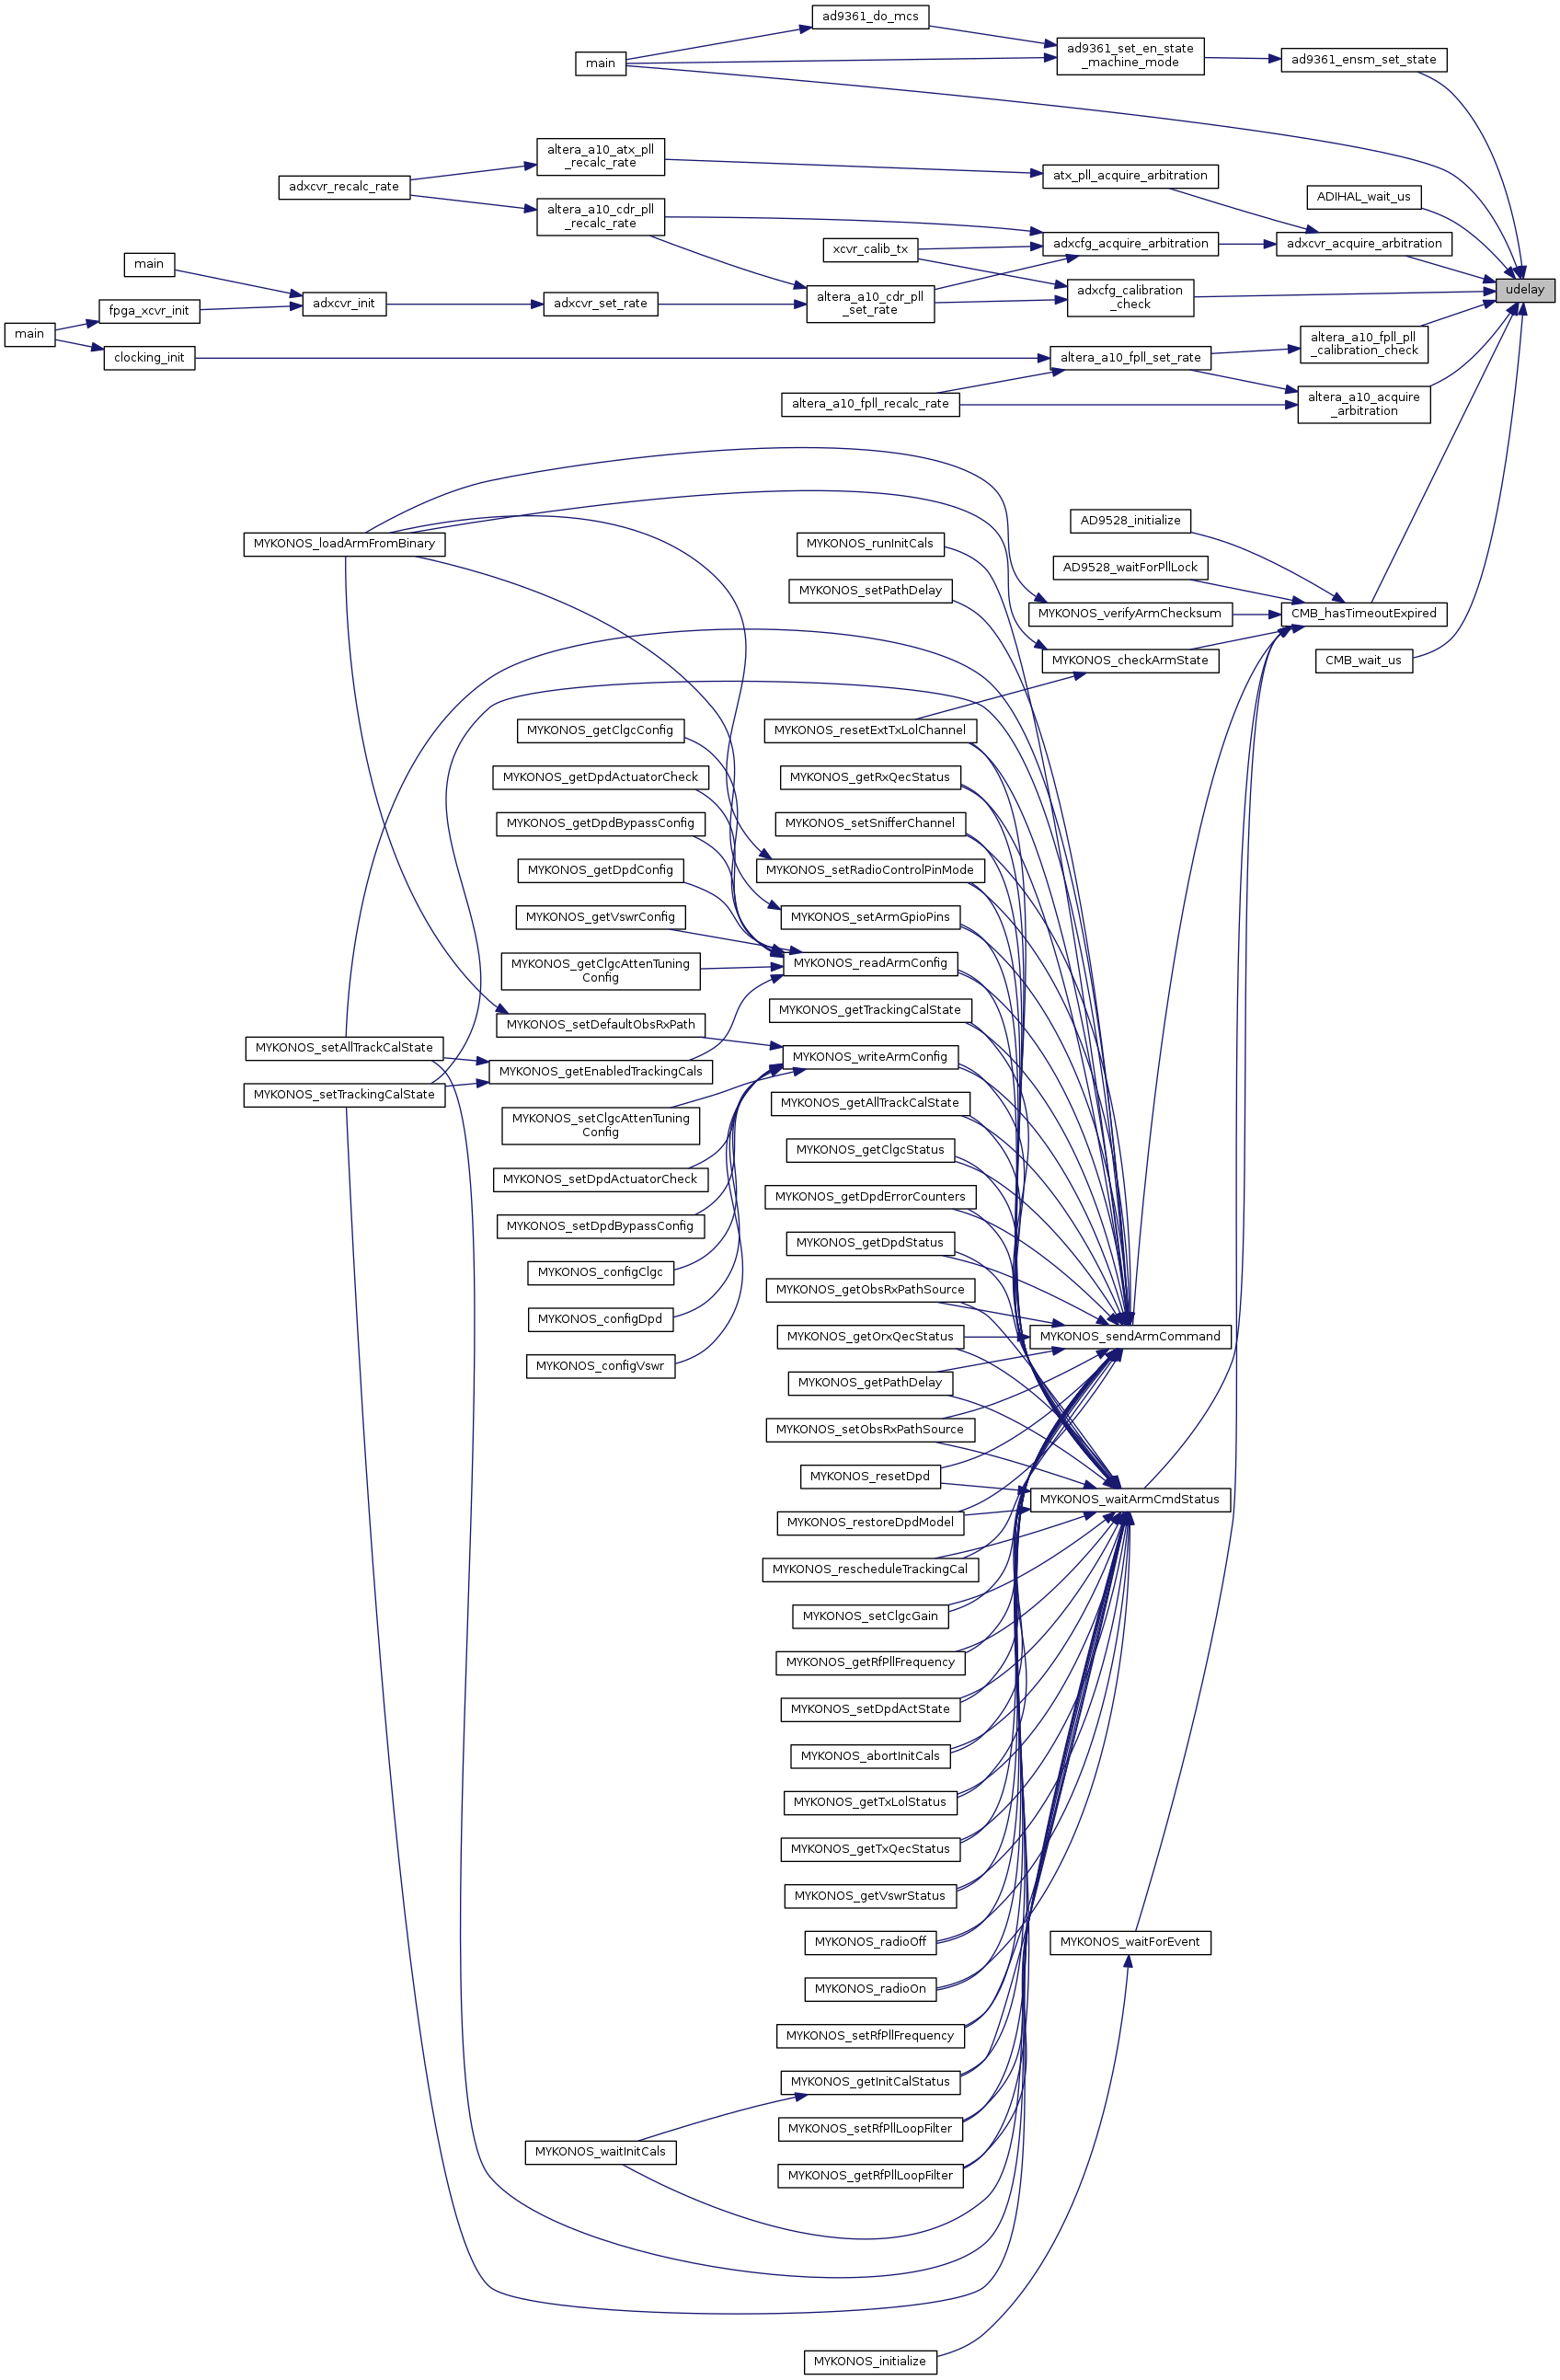 ad9361_do_mcs
main
ad9361_set_en_state
_machine_mode
ad9361_ensm_set_state
altera_a10_atx_pll
_recalc_rate
adxcvr_recalc_rate
atx_pll_acquire_arbitration
ADIHAL_wait_us
altera_a10_cdr_pll
_recalc_rate
xcvr_calib_tx
adxcfg_acquire_arbitration
adxcvr_acquire_arbitration
main
adxcvr_init
fpga_xcvr_init
adxcvr_set_rate
altera_a10_cdr_pll
_set_rate
adxcfg_calibration
_check
udelay
main
clocking_init
altera_a10_fpll_set_rate
altera_a10_fpll_pll
_calibration_check
altera_a10_fpll_recalc_rate
altera_a10_acquire
_arbitration
AD9528_initialize
MYKONOS_loadArmFromBinary
MYKONOS_runInitCals
AD9528_waitForPllLock
MYKONOS_setPathDelay
MYKONOS_verifyArmChecksum
CMB_hasTimeoutExpired
MYKONOS_checkArmState
CMB_wait_us
MYKONOS_getClgcConfig
MYKONOS_resetExtTxLolChannel
MYKONOS_getDpdActuatorCheck
MYKONOS_getRxQecStatus
MYKONOS_getDpdBypassConfig
MYKONOS_setSnifferChannel
MYKONOS_getDpdConfig
MYKONOS_setRadioControlPinMode
MYKONOS_getVswrConfig
MYKONOS_setArmGpioPins
MYKONOS_getClgcAttenTuning
Config
MYKONOS_readArmConfig
MYKONOS_setDefaultObsRxPath
MYKONOS_getTrackingCalState
MYKONOS_setAllTrackCalState
MYKONOS_getEnabledTrackingCals
MYKONOS_writeArmConfig
MYKONOS_setTrackingCalState
MYKONOS_setClgcAttenTuning
Config
MYKONOS_getAllTrackCalState
MYKONOS_getClgcStatus
MYKONOS_setDpdActuatorCheck
MYKONOS_getDpdErrorCounters
MYKONOS_setDpdBypassConfig
MYKONOS_getDpdStatus
MYKONOS_configClgc
MYKONOS_getObsRxPathSource
MYKONOS_configDpd
MYKONOS_getOrxQecStatus
MYKONOS_sendArmCommand
MYKONOS_configVswr
MYKONOS_getPathDelay
MYKONOS_setObsRxPathSource
MYKONOS_resetDpd
MYKONOS_waitArmCmdStatus
MYKONOS_restoreDpdModel
MYKONOS_rescheduleTrackingCal
MYKONOS_setClgcGain
MYKONOS_getRfPllFrequency
MYKONOS_setDpdActState
MYKONOS_abortInitCals
MYKONOS_getTxLolStatus
MYKONOS_getTxQecStatus
MYKONOS_getVswrStatus
MYKONOS_radioOff
MYKONOS_waitForEvent
MYKONOS_radioOn
MYKONOS_setRfPllFrequency
MYKONOS_getInitCalStatus
MYKONOS_setRfPllLoopFilter
MYKONOS_waitInitCals
MYKONOS_getRfPllLoopFilter
MYKONOS_initialize